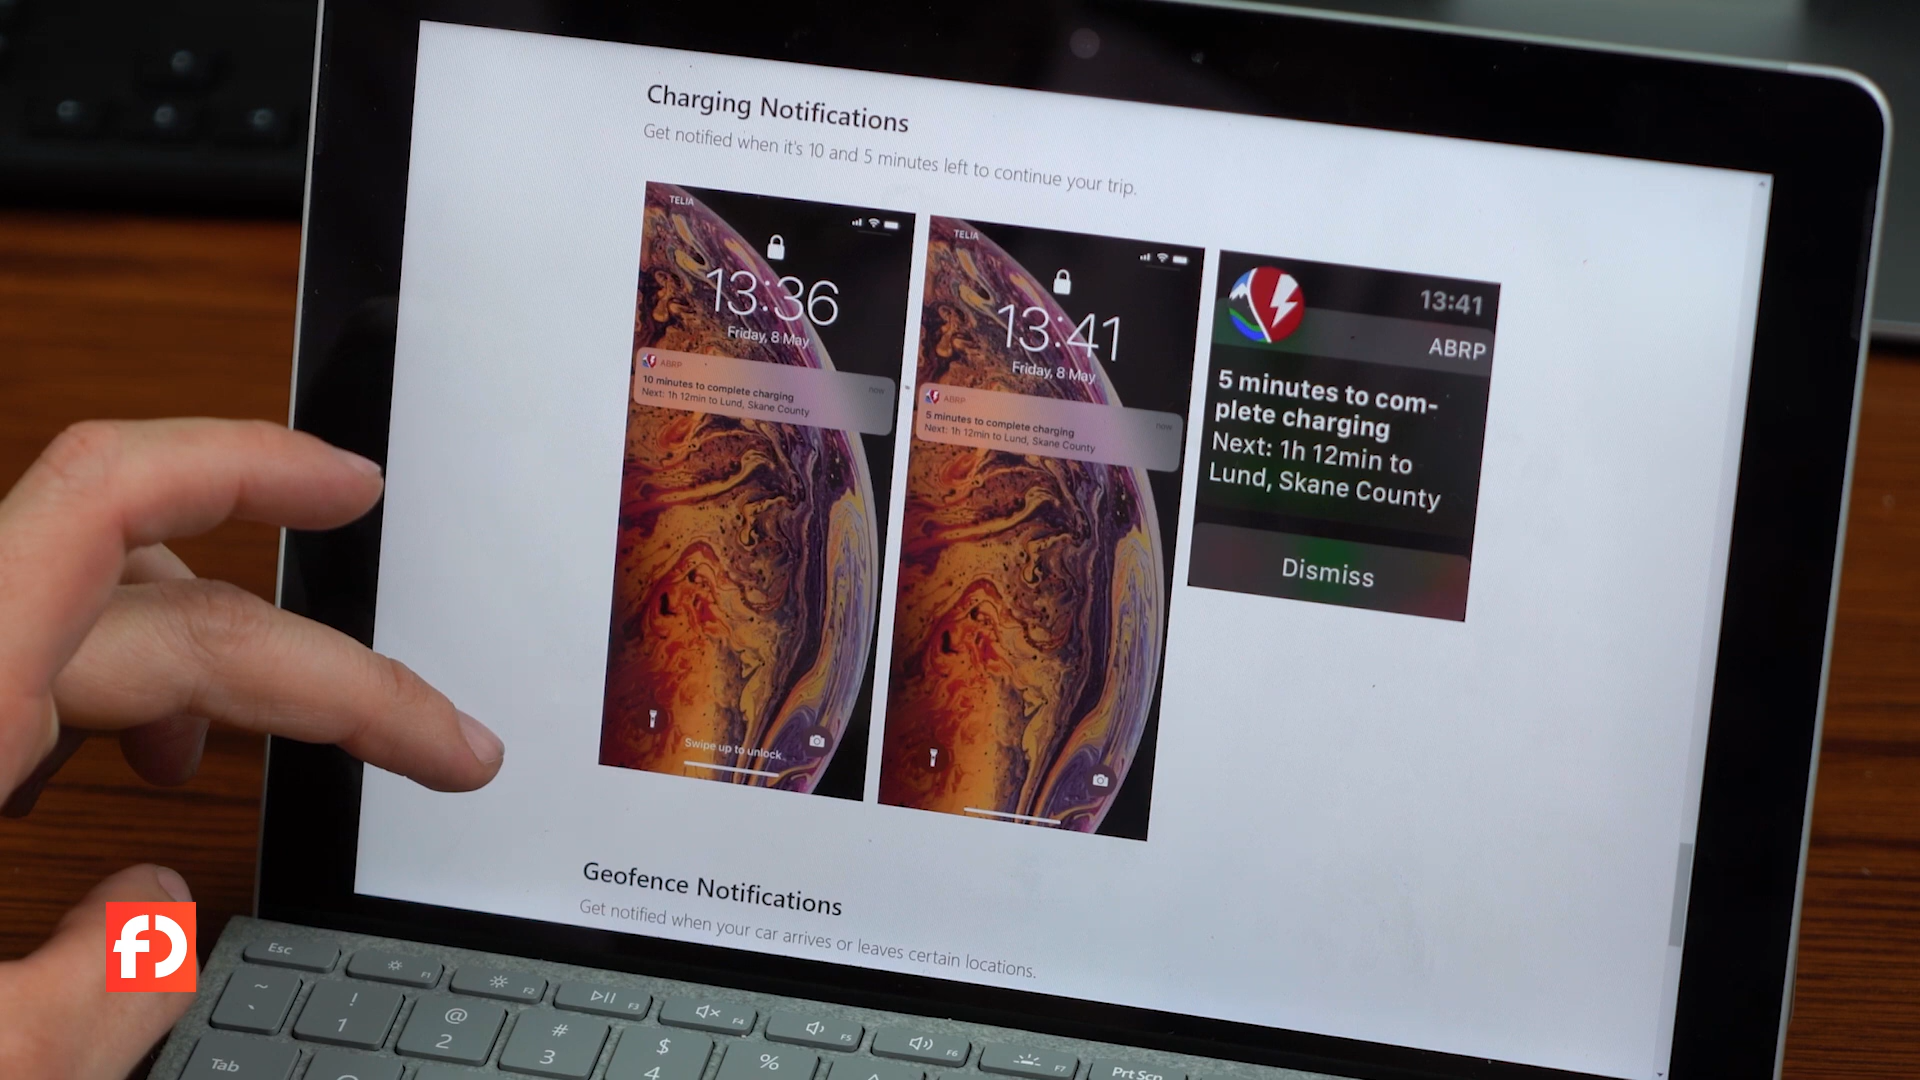 Charging Notifications
Get notified when it's 10 and 5 minutes left to continue your trip.
TELIA
13:36
Friday, 8 May
ABRP
now
10 minutes to complete charging
Next: 1h 12min to Lund, Skane County
Swipe up to unlock
TELIA
13:41
Friday, 8 May
ABRP
now
5 minutes to complete charging
Next: 1h 12min to Lund, Skane County
13:41
ABRP
5 minutes to com-
plete charging
Next: 1h 12min to
Lund, Skane County
Dismiss
Geofence Notifications
Get notified when your car arrives or leaves certain locations.
fD
Esc
F1
F2
F3
F4
F5
F6
F7
PrtScn
~
`
!
1
@
2
#
3
$
4
%
Tab